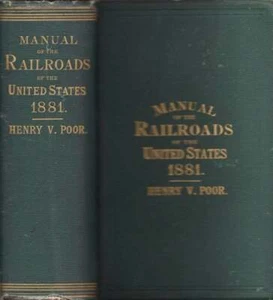 MANUAL
OF THE
RAILROADS
OF THE
UNITED STATES
1881.
HENRY V. POOR.
MANUAL
OF THE
RAILROADS
OF THE
UNITED STATES
1881.
HENRY V. POOR.